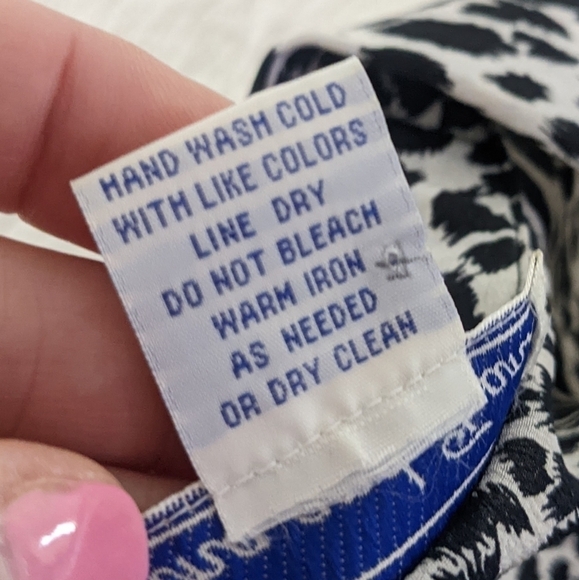 HAND WASH COLD
WITH LIKE COLORS
LINE DRY
DO NOT BLEACH
WARM IRON
AS NEEDED
OR DRY CLEAN